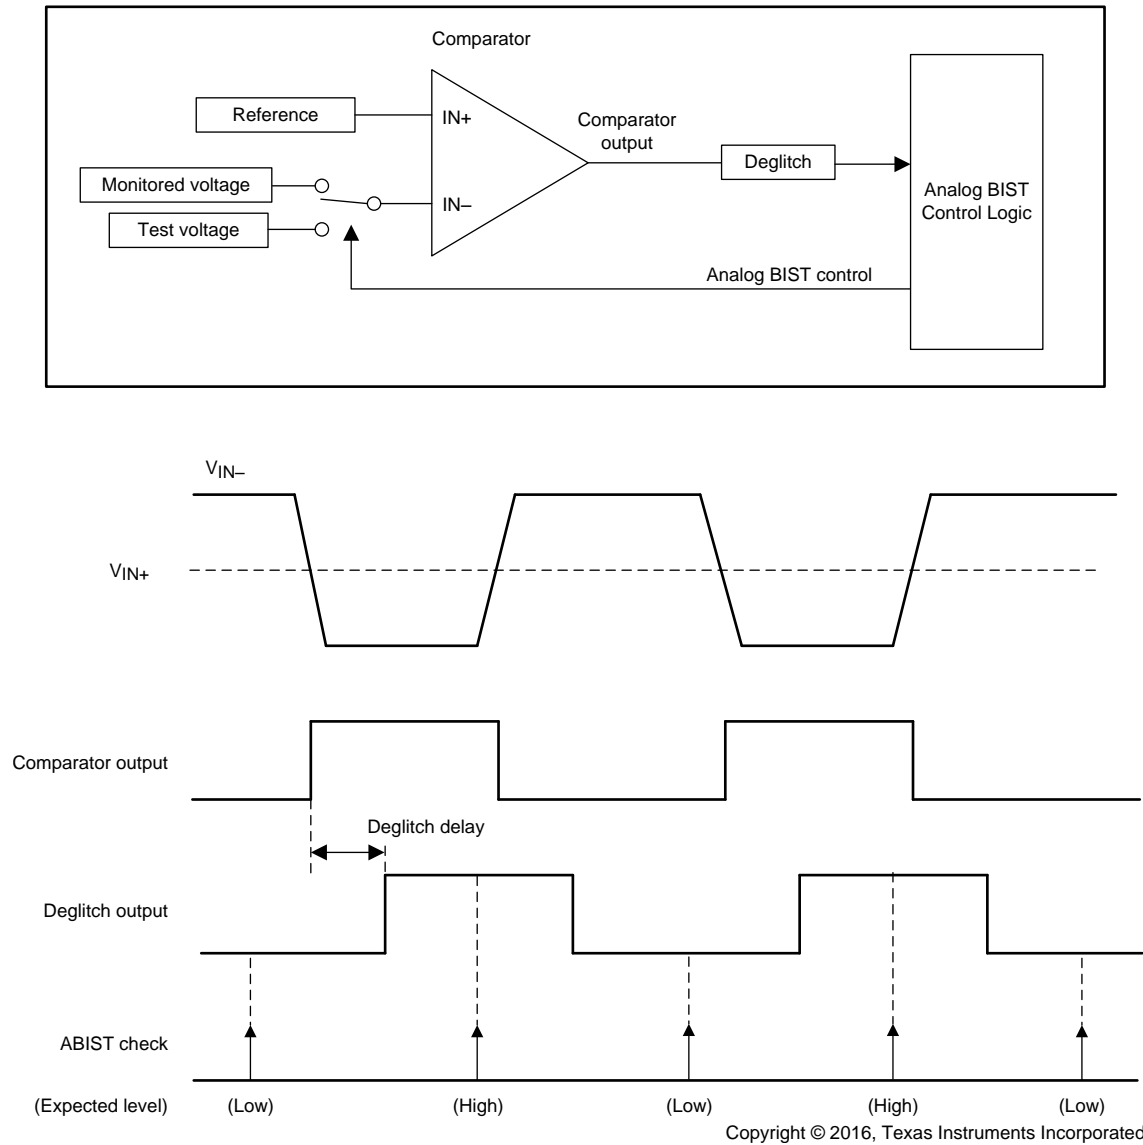 Comparator
Reference
IN+
Comparator
output
Deglitch
Monitored voltage
Analog BIST
Control Logic
IN–
Test voltage
Analog BIST control
VIN–
VIN+
Comparator output
Deglitch delay
Deglitch output
ABIST check
(Expected level) (Low) (High) (Low) (High) (Low)
Copyright © 2016, Texas Instruments Incorporated